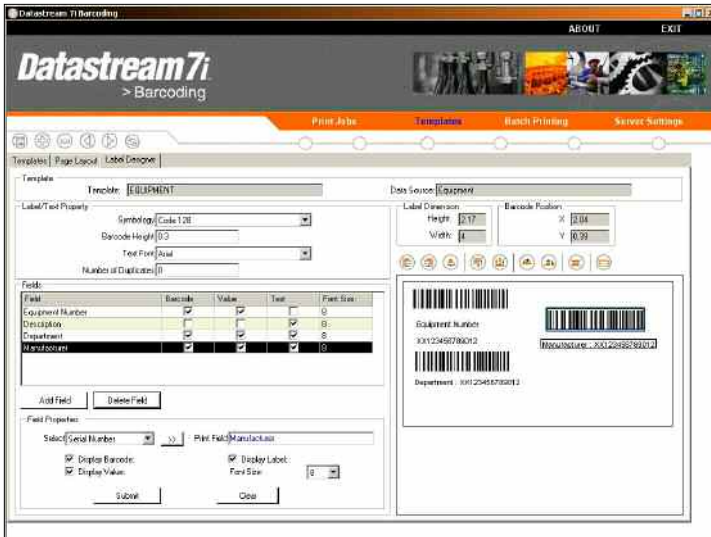 Datastream 7i Barcoding
ABOUT EXIT
Datastream 7i
> Barcoding
Print Jobs Templates Batch Printing Server Settings
Templates Page Layout Label Designer
Template
Template: EQUIPMENT Data Source: Equipment
Label/Text Property Label Dimension Barcode Position
Symbology Code 128 Height: 2.17 X 2.04
Barcode Height 0.3 Width: 4 Y 0.39
Text Font Arial
Number of Duplicates 0
Fields
Field Barcode Value Text Font Size
Equipment Number 8
Description 8
Department 8
Manufacturer 8
Equipment Number
XX123456789012
Manufacturer : XX123456789012
Department : XX123456789012
Add Field Delete Field
Field Properties
Select Serial Number >> Print Field Manufacturer
Display Barcode: Display Label:
Display Value: Font Size: 8
Submit Clear